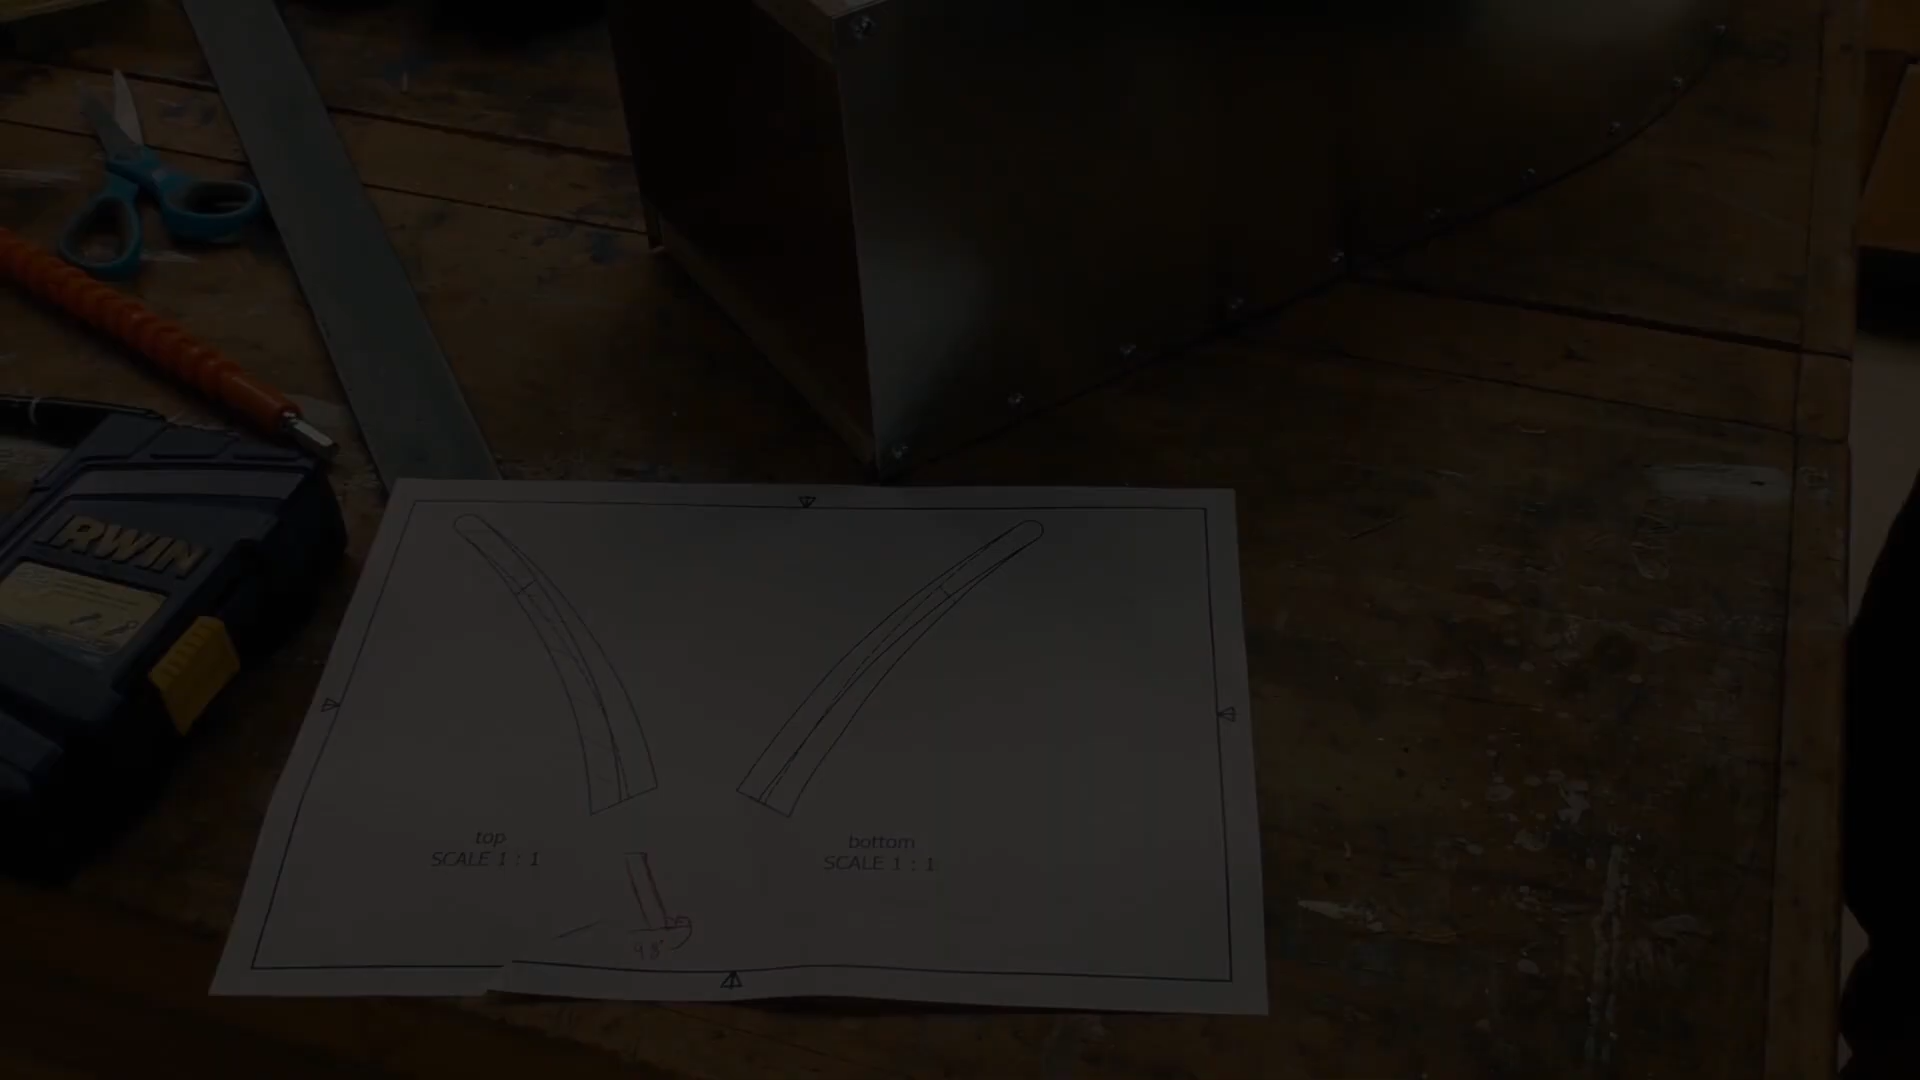 IRWIN
top
SCALE 1 : 1
bottom
SCALE 1 : 1